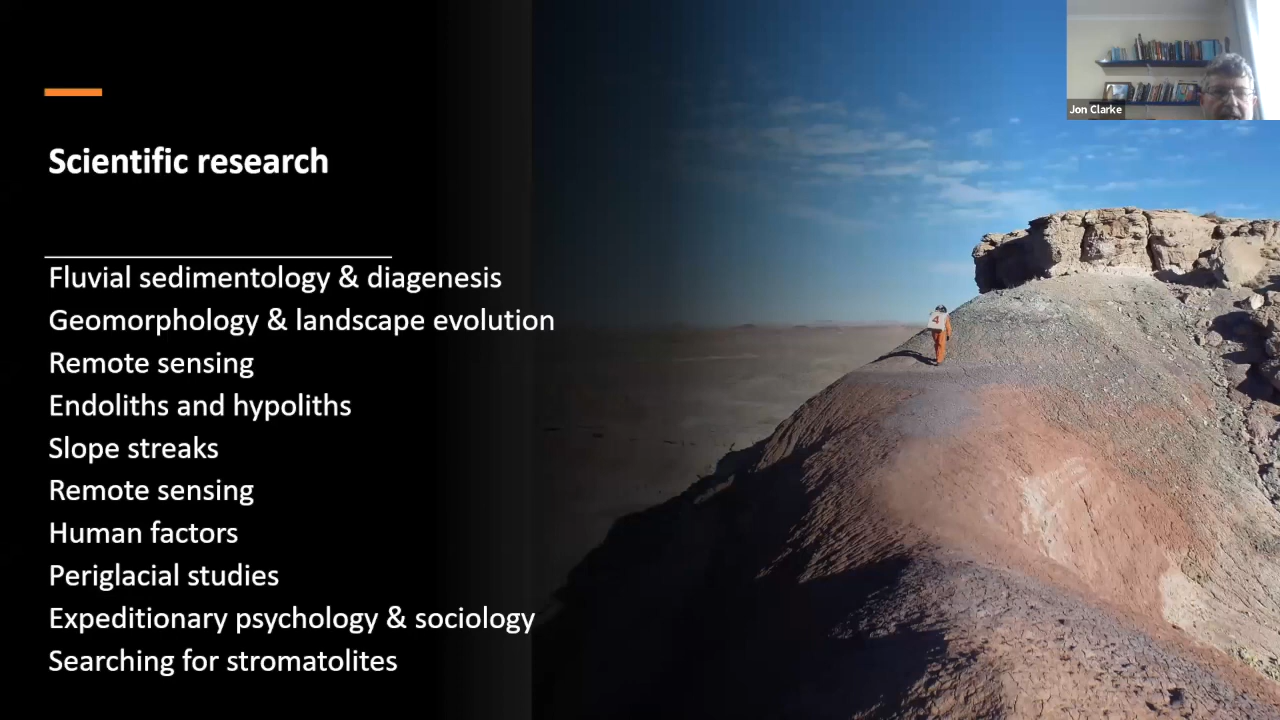 Jon Clarke
Scientific research
Fluvial sedimentology & diagenesis
Geomorphology & landscape evolution
Remote sensing
Endoliths and hypoliths
Slope streaks
Remote sensing
Human factors
Periglacial studies
Expeditionary psychology & sociology
Searching for stromatolites
4